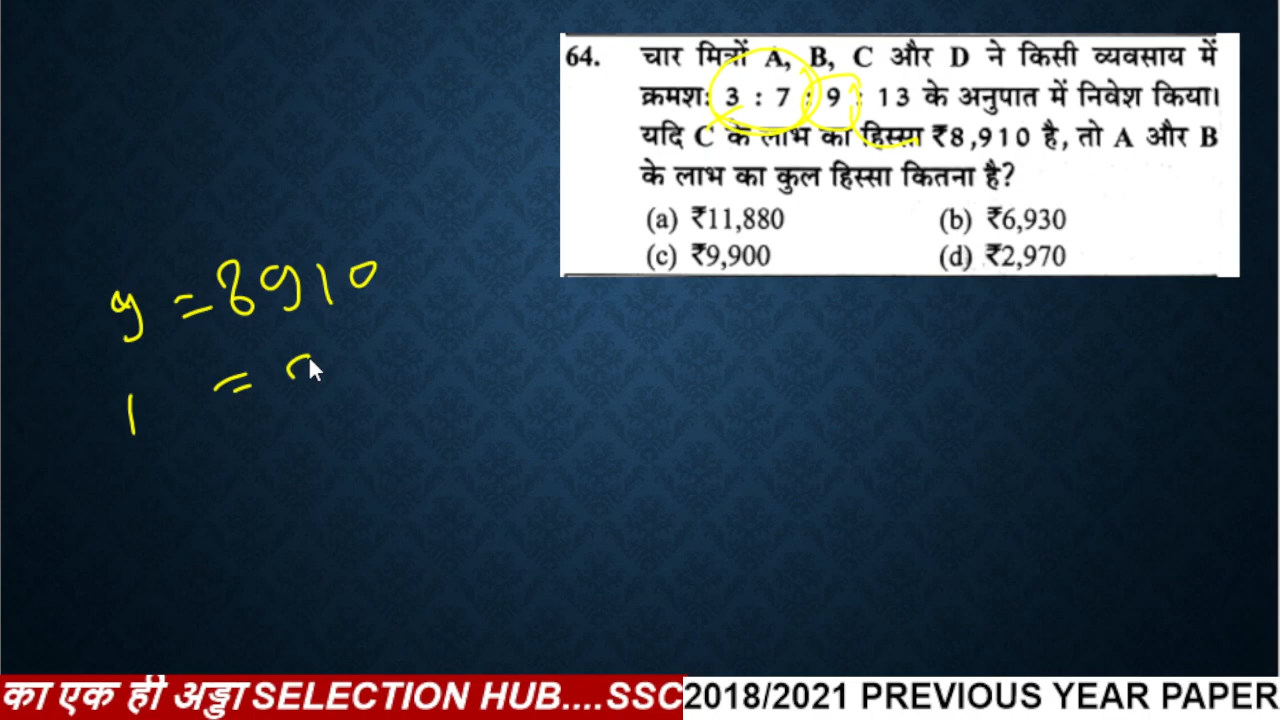 64. चार मित्रों A, B, C और D ने किसी व्यवसाय में
क्रमशः 3 : 7 : 9 : 13 के अनुपात में निवेश किया।
यदि C के लाभ का हिस्सा ₹8,910 है, तो A और B
के लाभ का कुल हिस्सा कितना है?
(a) ₹11,880 (b) ₹6,930
(c) ₹9,900 (d) ₹2,970
9 = 8910
1 =
का एक ही अड्डा SELECTION HUB....SSC 2018/2021 PREVIOUS YEAR PAPER